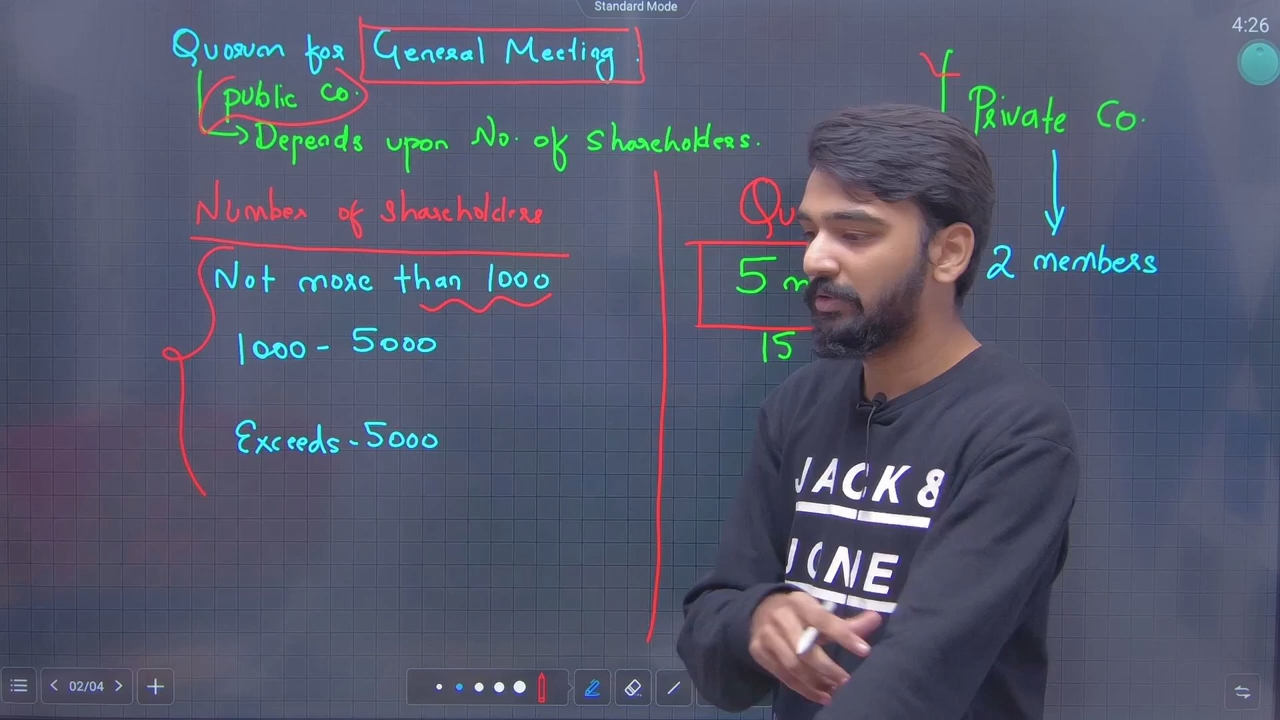 Standard Mode
4:26
Quorum for General Meeting.
public co.
Depends upon No. of shareholders.
Private Co.
2 members
Number of shareholders
Not more than 1000
5
1000 - 5000
15
Exceeds - 5000
JACK &
JONE
02/04